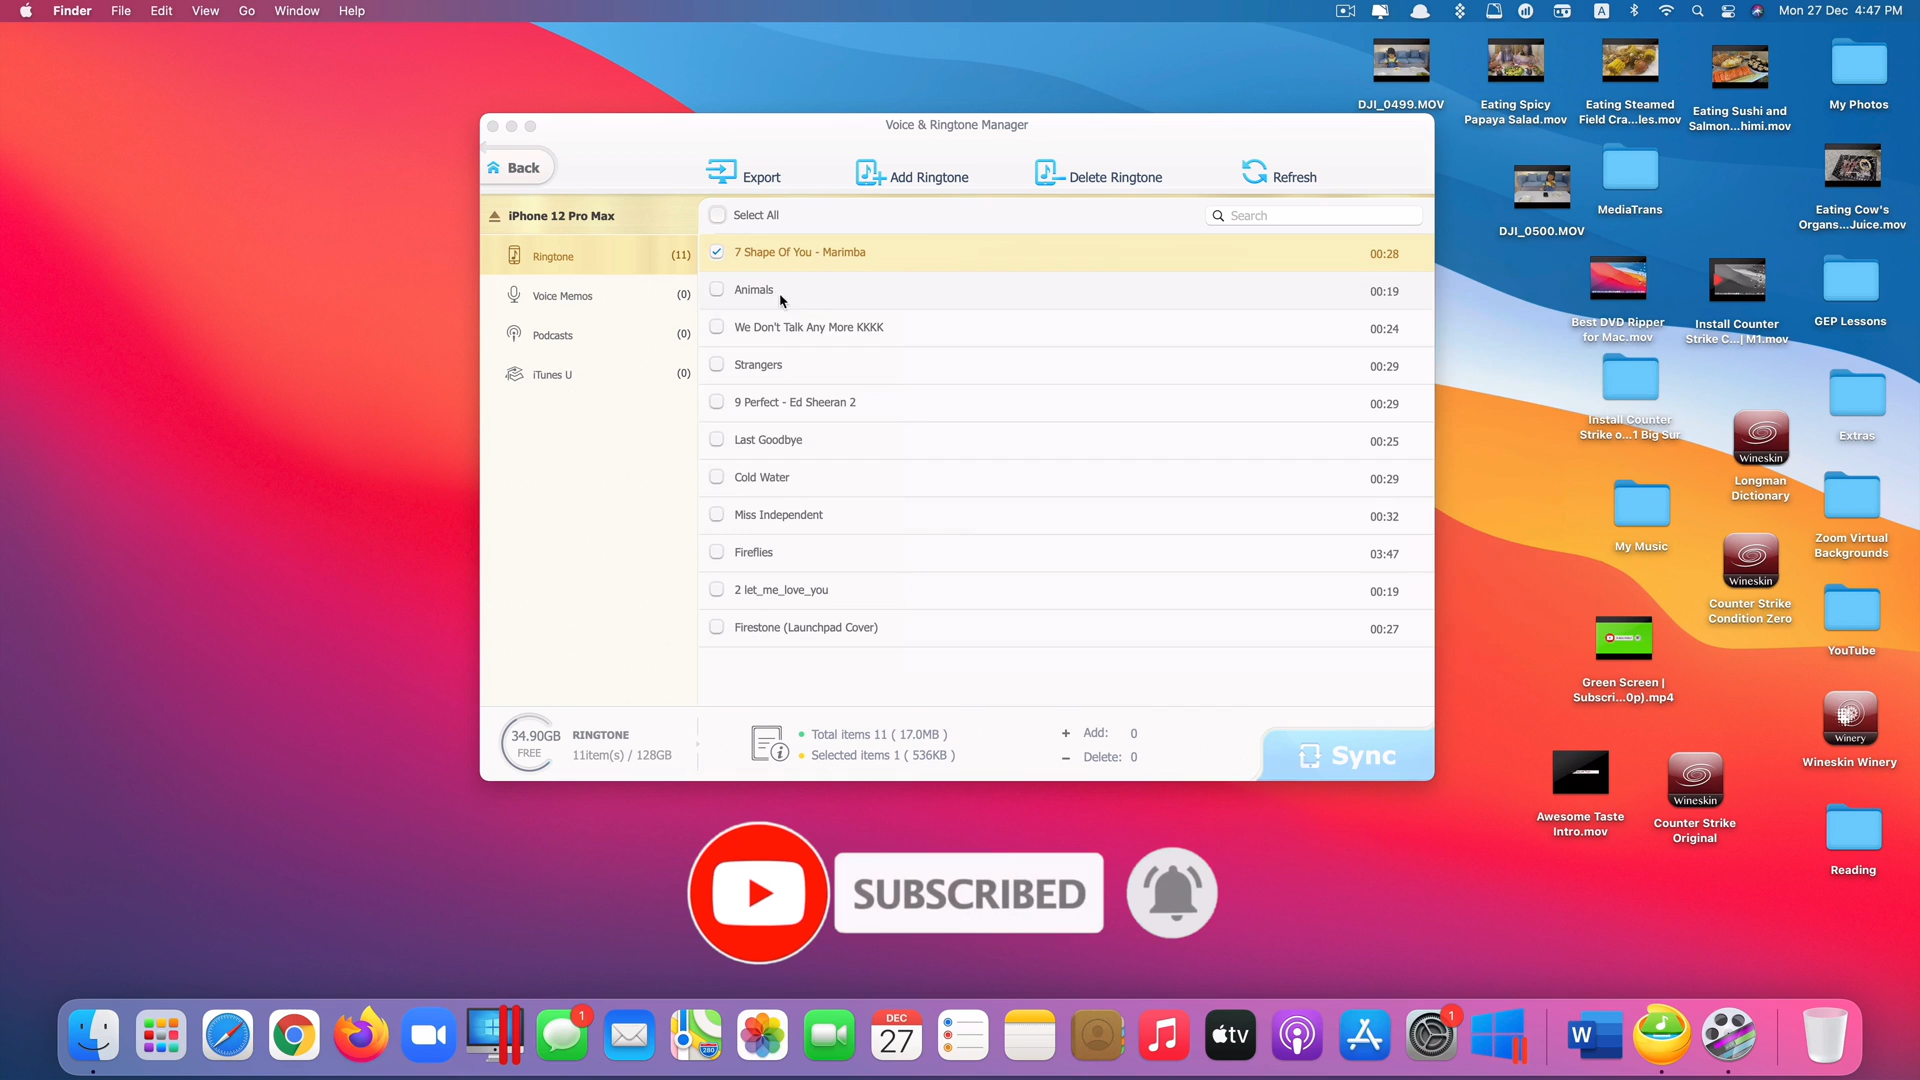 Finder File Edit View Go Window Help
A Mon 27 Dec 4:47 PM
Voice & Ringtone Manager
Back
Export
Add Ringtone
Delete Ringtone
Refresh
iPhone 12 Pro Max
Select All
Search
Ringtone (11)
Voice Memos (0)
Podcasts (0)
iTunes U (0)
7 Shape Of You - Marimba 00:28
Animals 00:19
We Don't Talk Any More KKKK 00:24
Strangers 00:29
9 Perfect - Ed Sheeran 2 00:29
Last Goodbye 00:25
Cold Water 00:29
Miss Independent 00:32
Fireflies 03:47
2 let_me_love_you 00:19
Firestone (Launchpad Cover) 00:27
34.90GB
FREE
RINGTONE
11item(s) / 128GB
Total items 11 ( 17.0MB )
Selected items 1 ( 536KB )
+ Add: 0
- Delete: 0
Sync
DJI_0499.MOV
Eating Spicy
Papaya Salad.mov
Eating Steamed
Field Cra...les.mov
Eating Sushi and
Salmon...himi.mov
My Photos
DJI_0500.MOV
MediaTrans
Eating Cow's
Organs...Juice.mov
Best DVD Ripper
for Mac.mov
Install Counter
Strike C...| M1.mov
GEP Lessons
Install Counter
Strike o...1 Big Sur
Wineskin
Longman
Dictionary
Extras
My Music
Wineskin
Counter Strike
Condition Zero
Zoom Virtual
Backgrounds
Green Screen |
Subscri...0p).mp4
YouTube
Winery
Wineskin Winery
Awesome Taste
Intro.mov
Wineskin
Counter Strike
Original
Reading
SUBSCRIBED
1
280
DEC
27
tv
1
W